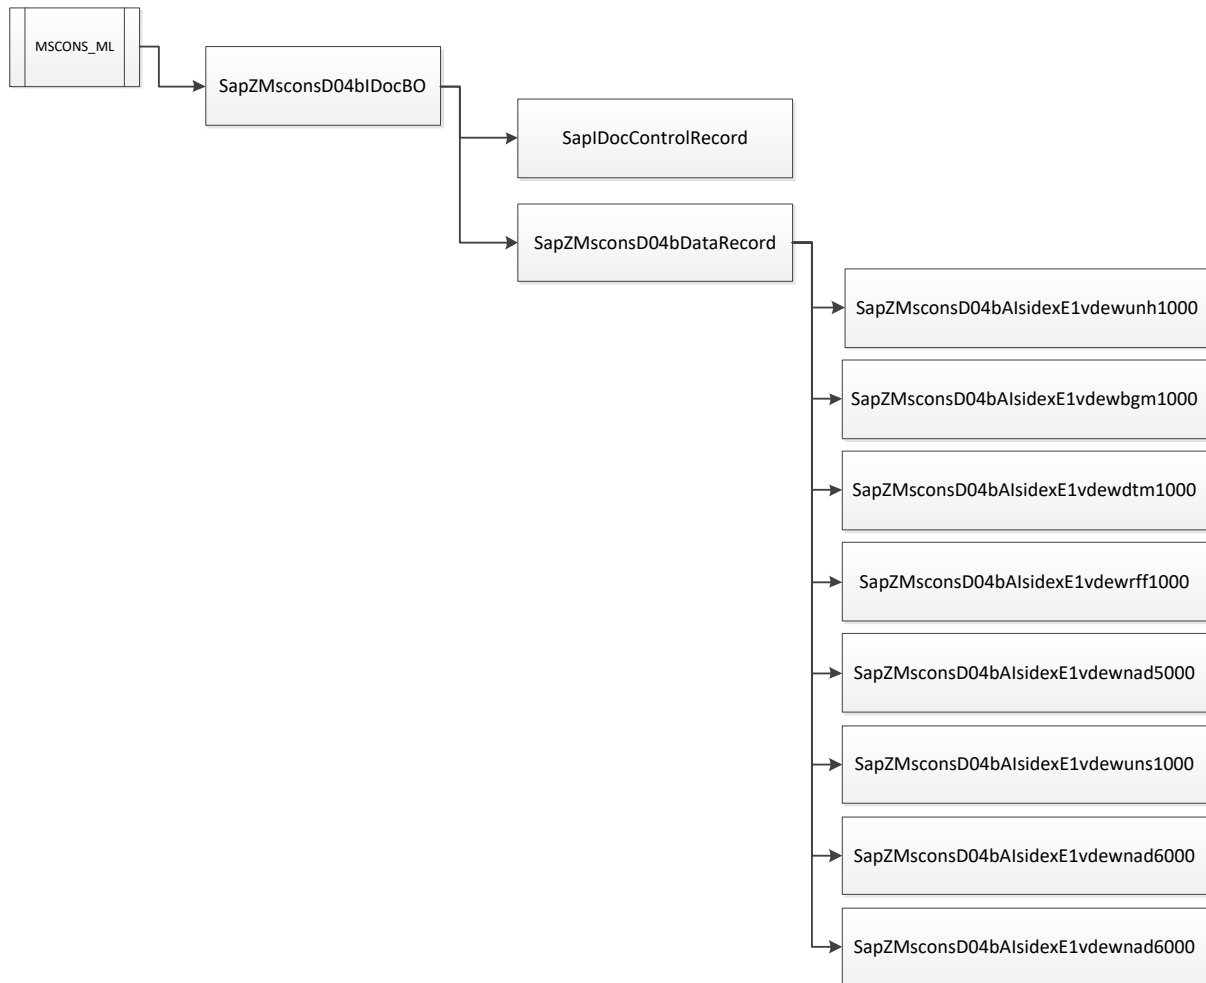 MSCONS_ML
SapZMsconsD04bIDocBO
SapIDocControlRecord
SapZMsconsD04bDataRecord
SapZMsconsD04bAIsidexE1vdewunh1000
SapZMsconsD04bAIsidexE1vdewbgm1000
SapZMsconsD04bAIsidexE1vdewdtm1000
SapZMsconsD04bAIsidexE1vdewrff1000
SapZMsconsD04bAIsidexE1vdewnad5000
SapZMsconsD04bAIsidexE1vdewuns1000
SapZMsconsD04bAIsidexE1vdewnad6000
SapZMsconsD04bAIsidexE1vdewnad6000